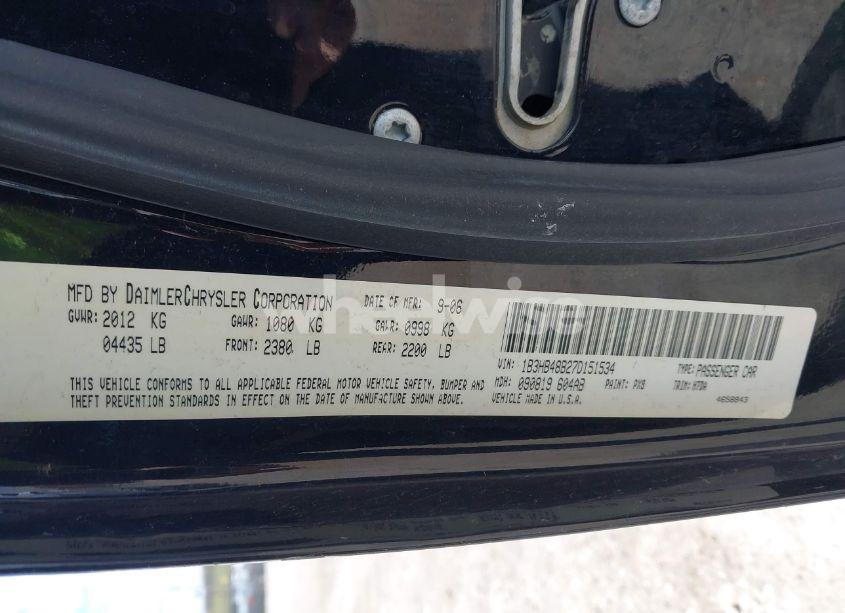 MFD BY DAIMLERCHRYSLER CORPORATION DATE OF MFR: 9-06
GVWR: 2012 KG GAWR: 1080 KG GAWR: 0998 KG
04435 LB FRONT: 2380 LB REAR: 2200 LB
THIS VEHICLE CONFORMS TO ALL APPLICABLE FEDERAL MOTOR VEHICLE SAFETY, BUMPER AND
THEFT PREVENTION STANDARDS IN EFFECT ON THE DATE OF MANUFACTURE SHOWN ABOVE.
VIN: 1B3HB48B27D151534 TYPE: PASSENGER CAR
MDH: 090819 604AB PAINT: PXB TRIM: H7DA
VEHICLE MADE IN U.S.A. 4658843
wheelwise